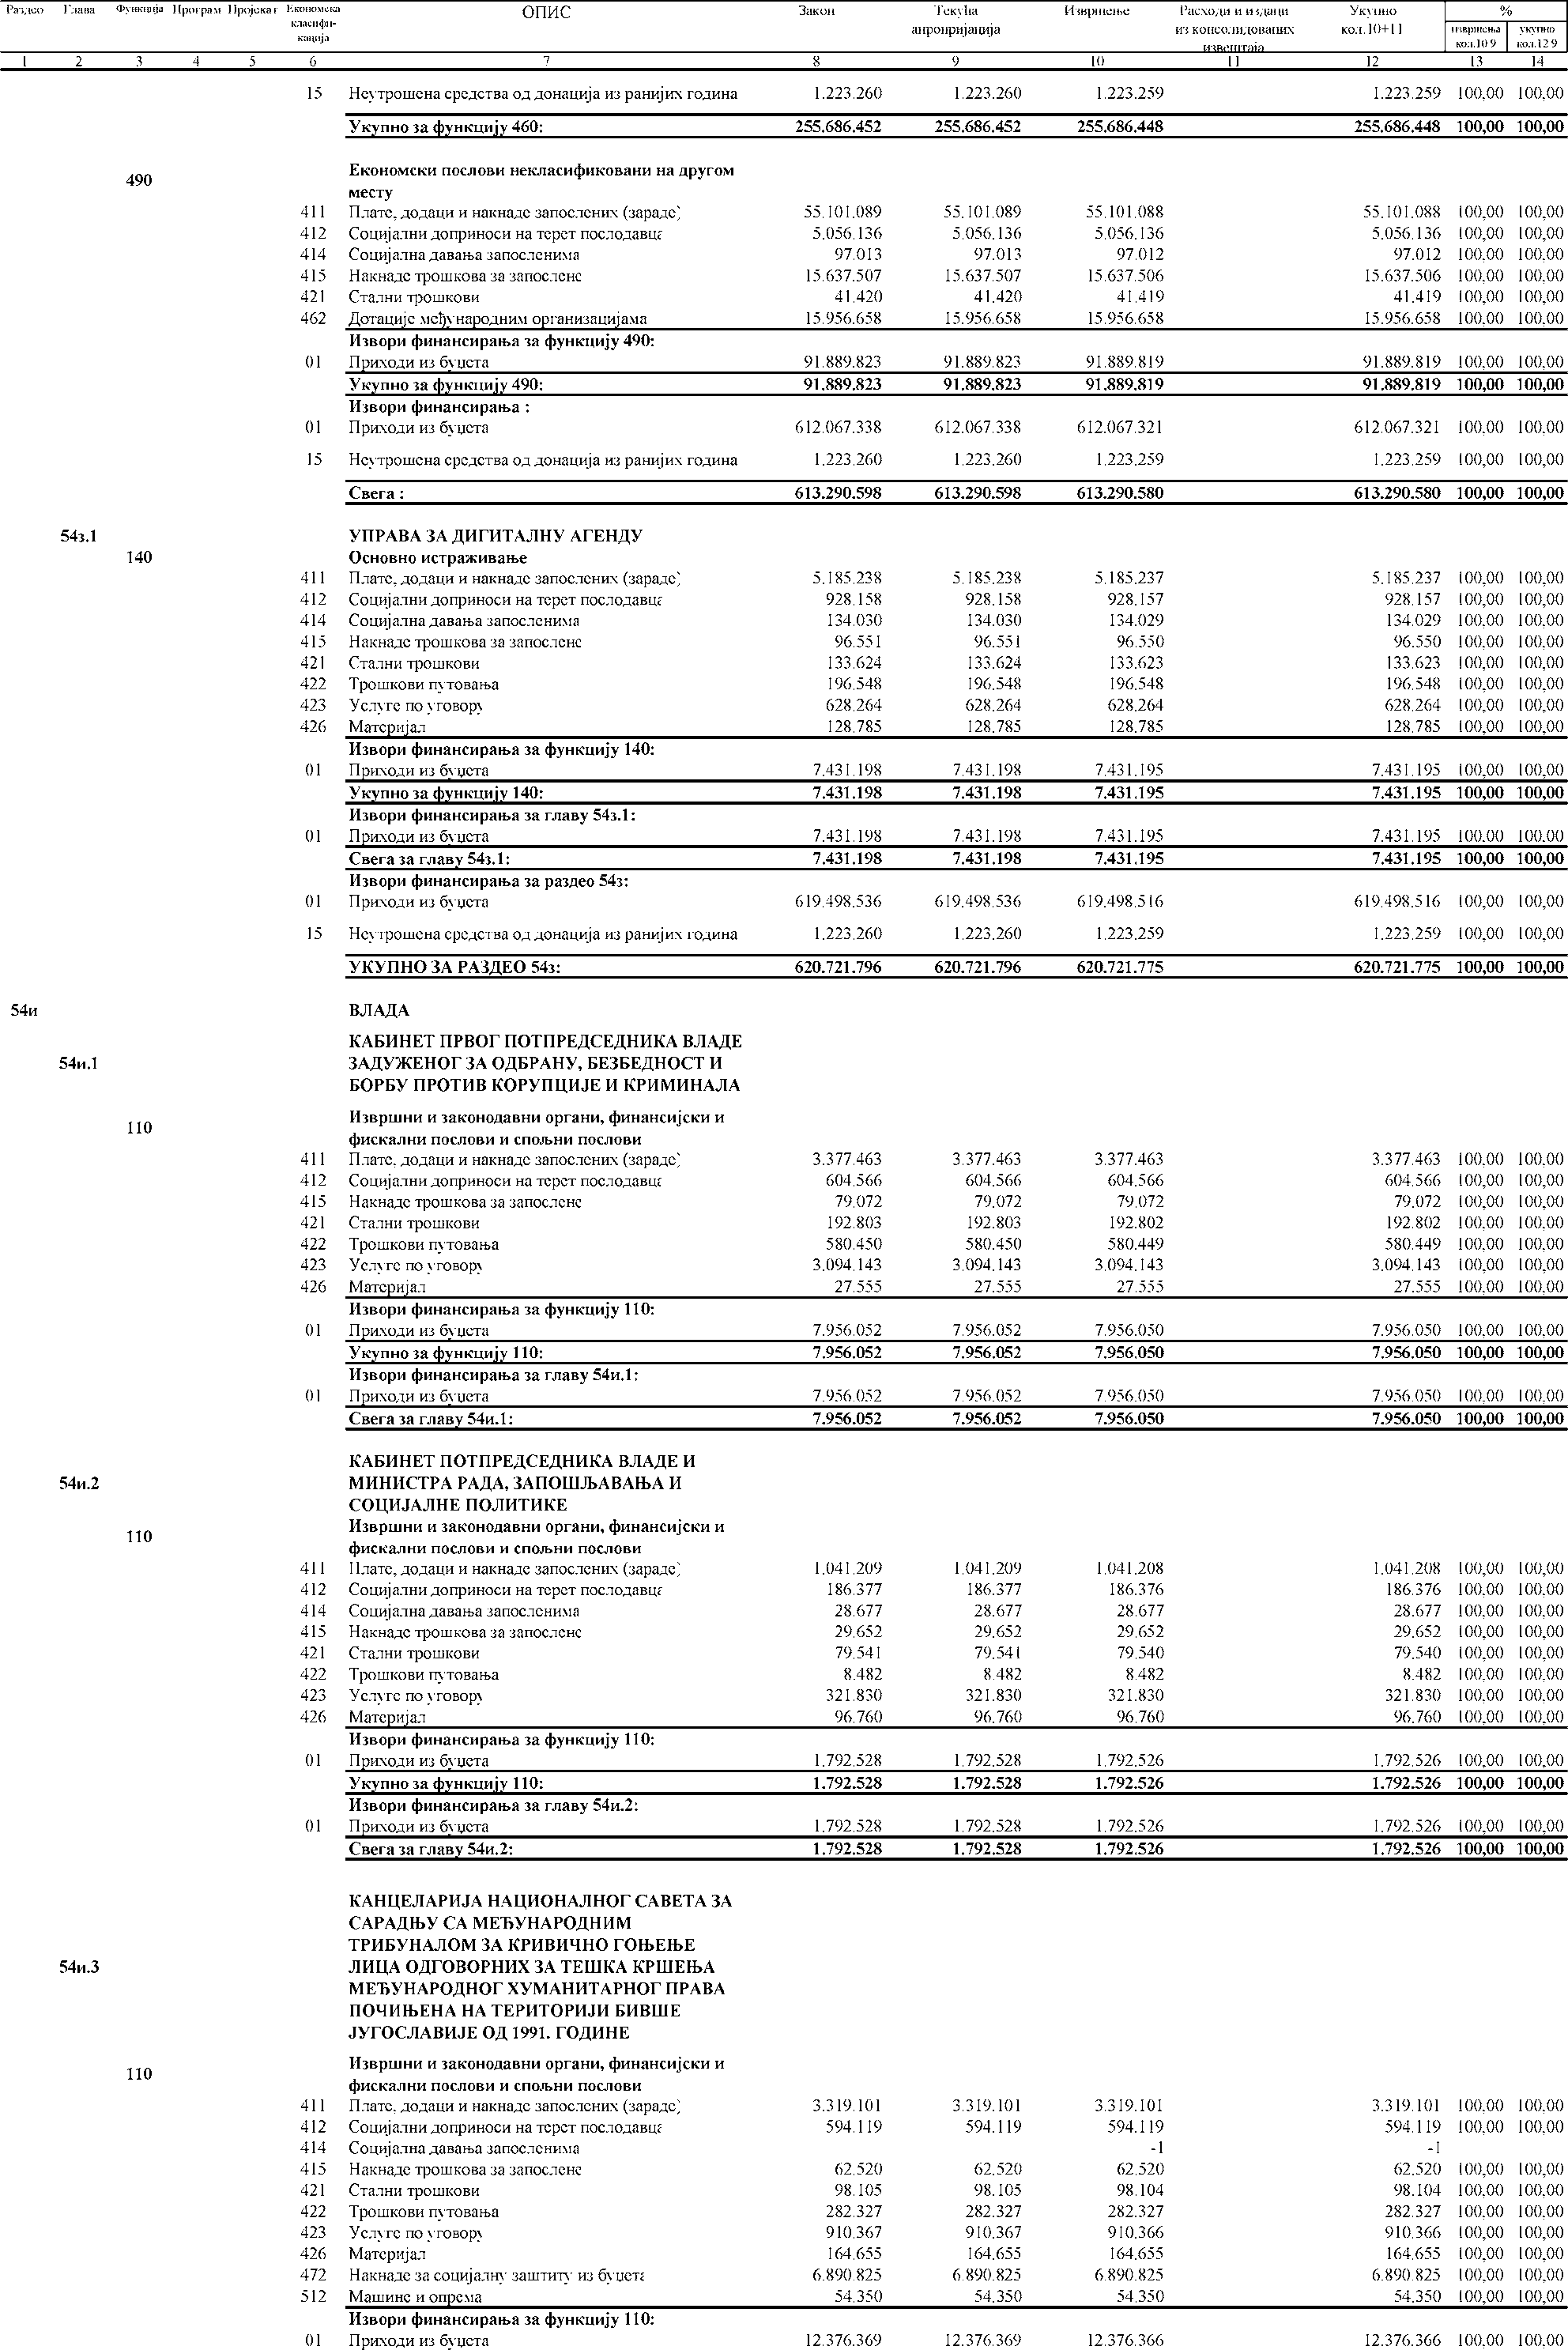 Раздео Глава Функција Програм Пројекат Економска класифи-кација ОПИС Закон Текућа апропријација Извршење Расходи и издаци из консолидованих извештаја Укупно кол.10+11 % извршења кол.10/9 укупно кол.12/9
1 2 3 4 5 6 7 8 9 10 11 12 13 14
15 Неутрошена средства од донација из ранијих година 1.223.260 1.223.260 1.223.259 1.223.259 100,00 100,00
Укупно за функцију 460: 255.686.452 255.686.452 255.686.448 255.686.448 100,00 100,00
490 Економски послови некласификовани на другом
месту
411 Плате, додаци и накнаде запослених (зараде) 55.101.089 55.101.089 55.101.088 55.101.088 100,00 100,00
412 Социјални доприноси на терет послодавца 5.056.136 5.056.136 5.056.136 5.056.136 100,00 100,00
414 Социјална давања запосленима 97.013 97.013 97.012 97.012 100,00 100,00
415 Накнаде трошкова за запослене 15.637.507 15.637.507 15.637.506 15.637.506 100,00 100,00
421 Стални трошкови 41.420 41.420 41.419 41.419 100,00 100,00
462 Дотације међународним организацијама 15.956.658 15.956.658 15.956.658 15.956.658 100,00 100,00
Извори финансирања за функцију 490:
01 Приходи из буџета 91.889.823 91.889.823 91.889.819 91.889.819 100,00 100,00
Укупно за функцију 490: 91.889.823 91.889.823 91.889.819 91.889.819 100,00 100,00
Извори финансирања :
01 Приходи из буџета 612.067.338 612.067.338 612.067.321 612.067.321 100,00 100,00
15 Неутрошена средства од донација из ранијих година 1.223.260 1.223.260 1.223.259 1.223.259 100,00 100,00
Свега : 613.290.598 613.290.598 613.290.580 613.290.580 100,00 100,00
54з.1 УПРАВА ЗА ДИГИТАЛНУ АГЕНДУ
140 Основно истраживање
411 Плате, додаци и накнаде запослених (зараде) 5.185.238 5.185.238 5.185.237 5.185.237 100,00 100,00
412 Социјални доприноси на терет послодавца 928.158 928.158 928.157 928.157 100,00 100,00
414 Социјална давања запосленима 134.030 134.030 134.029 134.029 100,00 100,00
415 Накнаде трошкова за запослене 96.551 96.551 96.550 96.550 100,00 100,00
421 Стални трошкови 133.624 133.624 133.623 133.623 100,00 100,00
422 Трошкови путовања 196.548 196.548 196.548 196.548 100,00 100,00
423 Услуге по уговору 628.264 628.264 628.264 628.264 100,00 100,00
426 Материјал 128.785 128.785 128.785 128.785 100,00 100,00
Извори финансирања за функцију 140:
01 Приходи из буџета 7.431.198 7.431.198 7.431.195 7.431.195 100,00 100,00
Укупно за функцију 140: 7.431.198 7.431.198 7.431.195 7.431.195 100,00 100,00
Извори финансирања за главу 54з.1:
01 Приходи из буџета 7.431.198 7.431.198 7.431.195 7.431.195 100,00 100,00
Свега за главу 54з.1: 7.431.198 7.431.198 7.431.195 7.431.195 100,00 100,00
Извори финансирања за раздео 54з:
01 Приходи из буџета 619.498.536 619.498.536 619.498.516 619.498.516 100,00 100,00
15 Неутрошена средства од донација из ранијих година 1.223.260 1.223.260 1.223.259 1.223.259 100,00 100,00
УКУПНО ЗА РАЗДЕО 54з: 620.721.796 620.721.796 620.721.775 620.721.775 100,00 100,00
54и ВЛАДА
КАБИНЕТ ПРВОГ ПОТПРЕДСЕДНИКА ВЛАДЕ
54и.1 ЗАДУЖЕНОГ ЗА ОДБРАНУ, БЕЗБЕДНОСТ И
БОРБУ ПРОТИВ КОРУПЦИЈЕ И КРИМИНАЛА
110 Извршни и законодавни органи, финансијски и
фискални послови и спољни послови
411 Плате, додаци и накнаде запослених (зараде) 3.377.463 3.377.463 3.377.463 3.377.463 100,00 100,00
412 Социјални доприноси на терет послодавца 604.566 604.566 604.566 604.566 100,00 100,00
415 Накнаде трошкова за запослене 79.072 79.072 79.072 79.072 100,00 100,00
421 Стални трошкови 192.803 192.803 192.802 192.802 100,00 100,00
422 Трошкови путовања 580.450 580.450 580.449 580.449 100,00 100,00
423 Услуге по уговору 3.094.143 3.094.143 3.094.143 3.094.143 100,00 100,00
426 Материјал 27.555 27.555 27.555 27.555 100,00 100,00
Извори финансирања за функцију 110:
01 Приходи из буџета 7.956.052 7.956.052 7.956.050 7.956.050 100,00 100,00
Укупно за функцију 110: 7.956.052 7.956.052 7.956.050 7.956.050 100,00 100,00
Извори финансирања за главу 54и.1:
01 Приходи из буџета 7.956.052 7.956.052 7.956.050 7.956.050 100,00 100,00
Свега за главу 54и.1: 7.956.052 7.956.052 7.956.050 7.956.050 100,00 100,00
КАБИНЕТ ПОТПРЕДСЕДНИКА ВЛАДЕ И
54и.2 МИНИСТРА РАДА, ЗАПОШЉАВАЊА И
СОЦИЈАЛНЕ ПОЛИТИКЕ
110 Извршни и законодавни органи, финансијски и
фискални послови и спољни послови
411 Плате, додаци и накнаде запослених (зараде) 1.041.209 1.041.209 1.041.208 1.041.208 100,00 100,00
412 Социјални доприноси на терет послодавца 186.377 186.377 186.376 186.376 100,00 100,00
414 Социјална давања запосленима 28.677 28.677 28.677 28.677 100,00 100,00
415 Накнаде трошкова за запослене 29.652 29.652 29.652 29.652 100,00 100,00
421 Стални трошкови 79.541 79.541 79.540 79.540 100,00 100,00
422 Трошкови путовања 8.482 8.482 8.482 8.482 100,00 100,00
423 Услуге по уговору 321.830 321.830 321.830 321.830 100,00 100,00
426 Материјал 96.760 96.760 96.760 96.760 100,00 100,00
Извори финансирања за функцију 110:
01 Приходи из буџета 1.792.528 1.792.528 1.792.526 1.792.526 100,00 100,00
Укупно за функцију 110: 1.792.528 1.792.528 1.792.526 1.792.526 100,00 100,00
Извори финансирања за главу 54и.2:
01 Приходи из буџета 1.792.528 1.792.528 1.792.526 1.792.526 100,00 100,00
Свега за главу 54и.2: 1.792.528 1.792.528 1.792.526 1.792.526 100,00 100,00
КАНЦЕЛАРИЈА НАЦИОНАЛНОГ САВЕТА ЗА
САРАДЊУ СА МЕЂУНАРОДНИМ
ТРИБУНАЛОМ ЗА КРИВИЧНО ГОЊЕЊЕ
54и.3 ЛИЦА ОДГОВОРНИХ ЗА ТЕШКА КРШЕЊА
МЕЂУНАРОДНОГ ХУМАНИТАРНОГ ПРАВА
ПОЧИЊЕНА НА ТЕРИТОРИЈИ БИВШЕ
ЈУГОСЛАВИЈЕ ОД 1991. ГОДИНЕ
110 Извршни и законодавни органи, финансијски и
фискални послови и спољни послови
411 Плате, додаци и накнаде запослених (зараде) 3.319.101 3.319.101 3.319.101 3.319.101 100,00 100,00
412 Социјални доприноси на терет послодавца 594.119 594.119 594.119 594.119 100,00 100,00
414 Социјална давања запосленима -1 -1
415 Накнаде трошкова за запослене 62.520 62.520 62.520 62.520 100,00 100,00
421 Стални трошкови 98.105 98.105 98.104 98.104 100,00 100,00
422 Трошкови путовања 282.327 282.327 282.327 282.327 100,00 100,00
423 Услуге по уговору 910.367 910.367 910.366 910.366 100,00 100,00
426 Материјал 164.655 164.655 164.655 164.655 100,00 100,00
472 Накнаде за социјалну заштиту из буџета 6.890.825 6.890.825 6.890.825 6.890.825 100,00 100,00
512 Машине и опрема 54.350 54.350 54.350 54.350 100,00 100,00
Извори финансирања за функцију 110:
01 Приходи из буџета 12.376.369 12.376.369 12.376.366 12.376.366 100,00 100,00